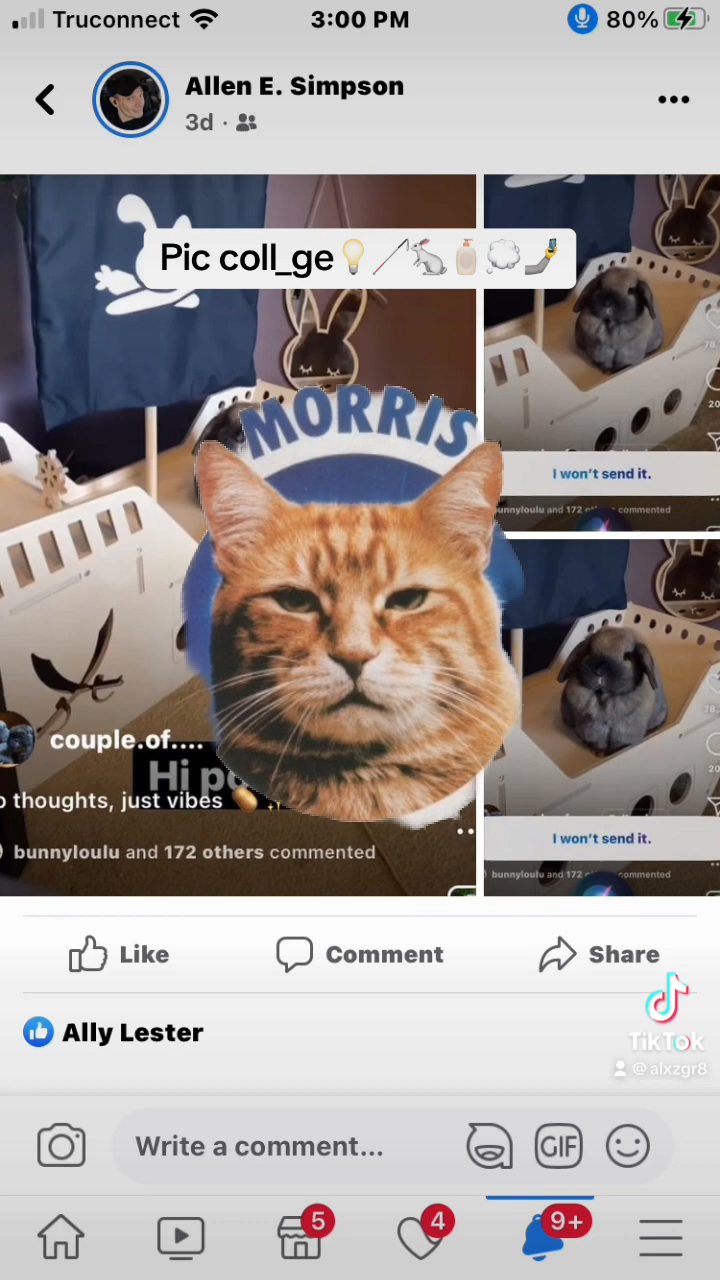 Truconnect
3:00 PM
80%
Allen E. Simpson
3d
Pic coll_ge
MORRIS
I won't send it.
bunnyloulu and 172 commented
couple.of....
Hi
thoughts, just vibes
bunnyloulu and 172 others commented
I won't send it.
bunnyloulu and 172 commented
Like
Comment
Share
Ally Lester
TikTok
@alxzgr8
Write a comment...
GIF
5
4
9+